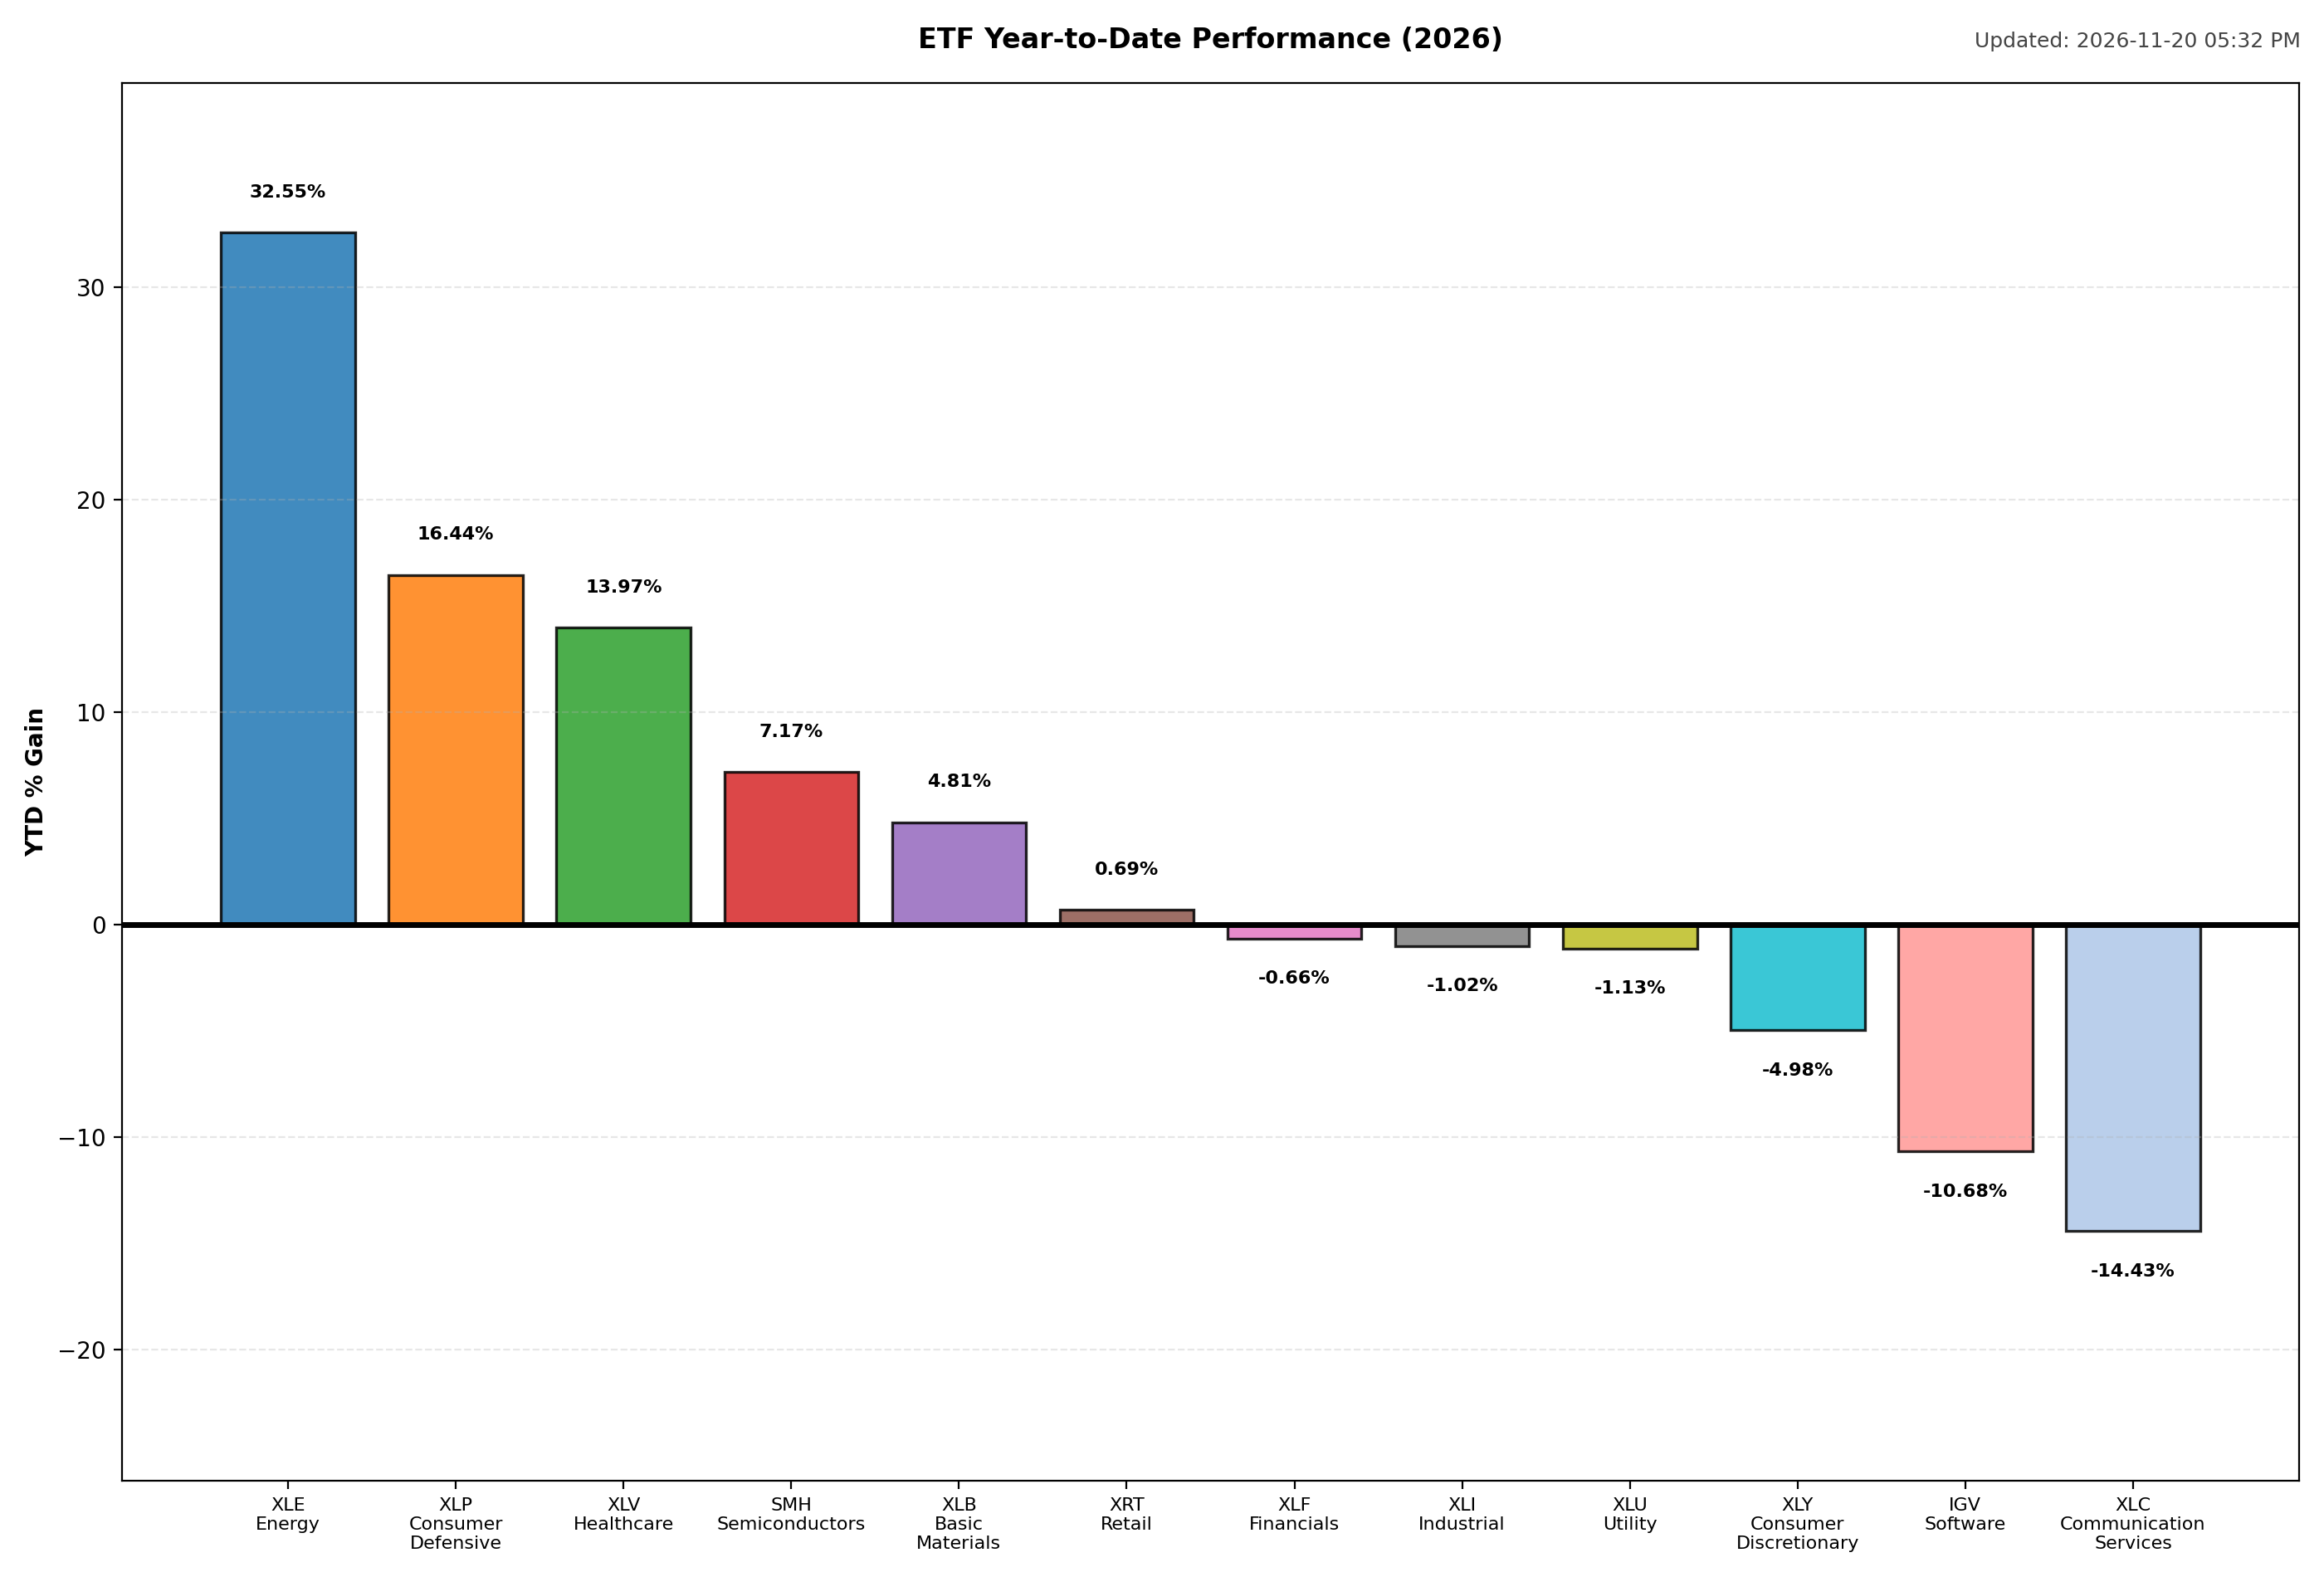 ETF Year-to-Date Performance (2026)
Updated: 2026-11-20 05:32 PM
YTD % Gain
30
20
10
0
−10
−20
32.55%
16.44%
13.97%
7.17%
4.81%
0.69%
-0.66%
-1.02%
-1.13%
-4.98%
-10.68%
-14.43%
XLE
Energy
XLP
Consumer
Defensive
XLV
Healthcare
SMH
Semiconductors
XLB
Basic
Materials
XRT
Retail
XLF
Financials
XLI
Industrial
XLU
Utility
XLY
Consumer
Discretionary
IGV
Software
XLC
Communication
Services